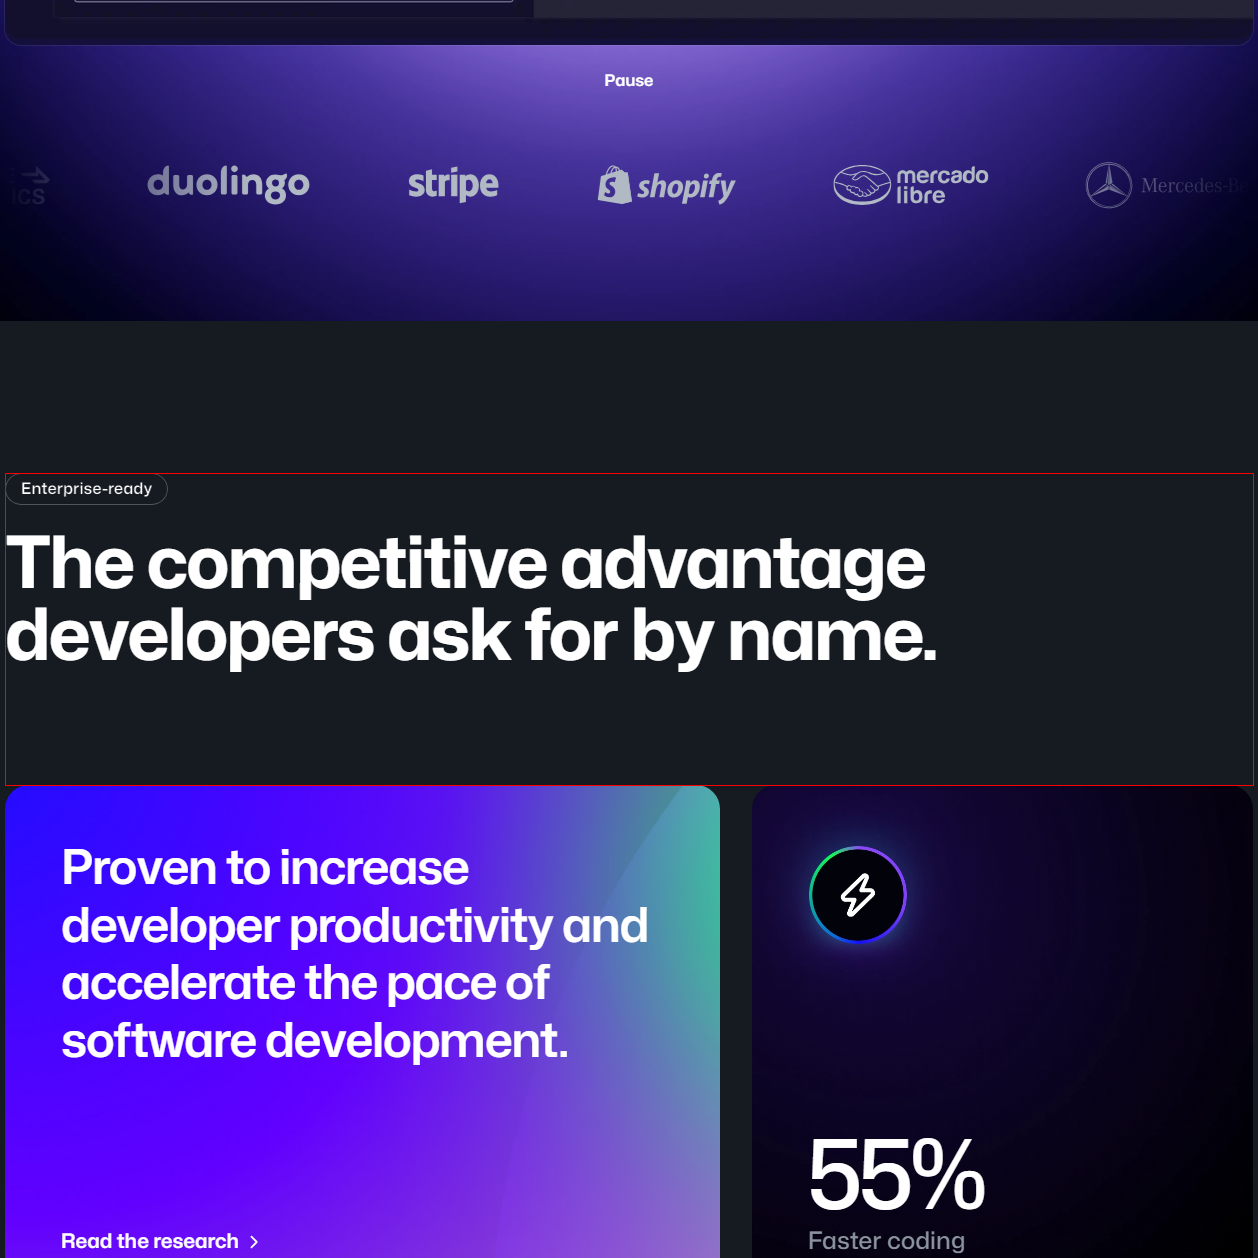 Pause
ics
duolingo
stripe
shopify
mercado
libre
Mercedes-Be
Enterprise-ready
The competitive advantage
developers ask for by name.
Proven to increase
developer productivity and
accelerate the pace of
software development.
Read the research
55%
Faster coding